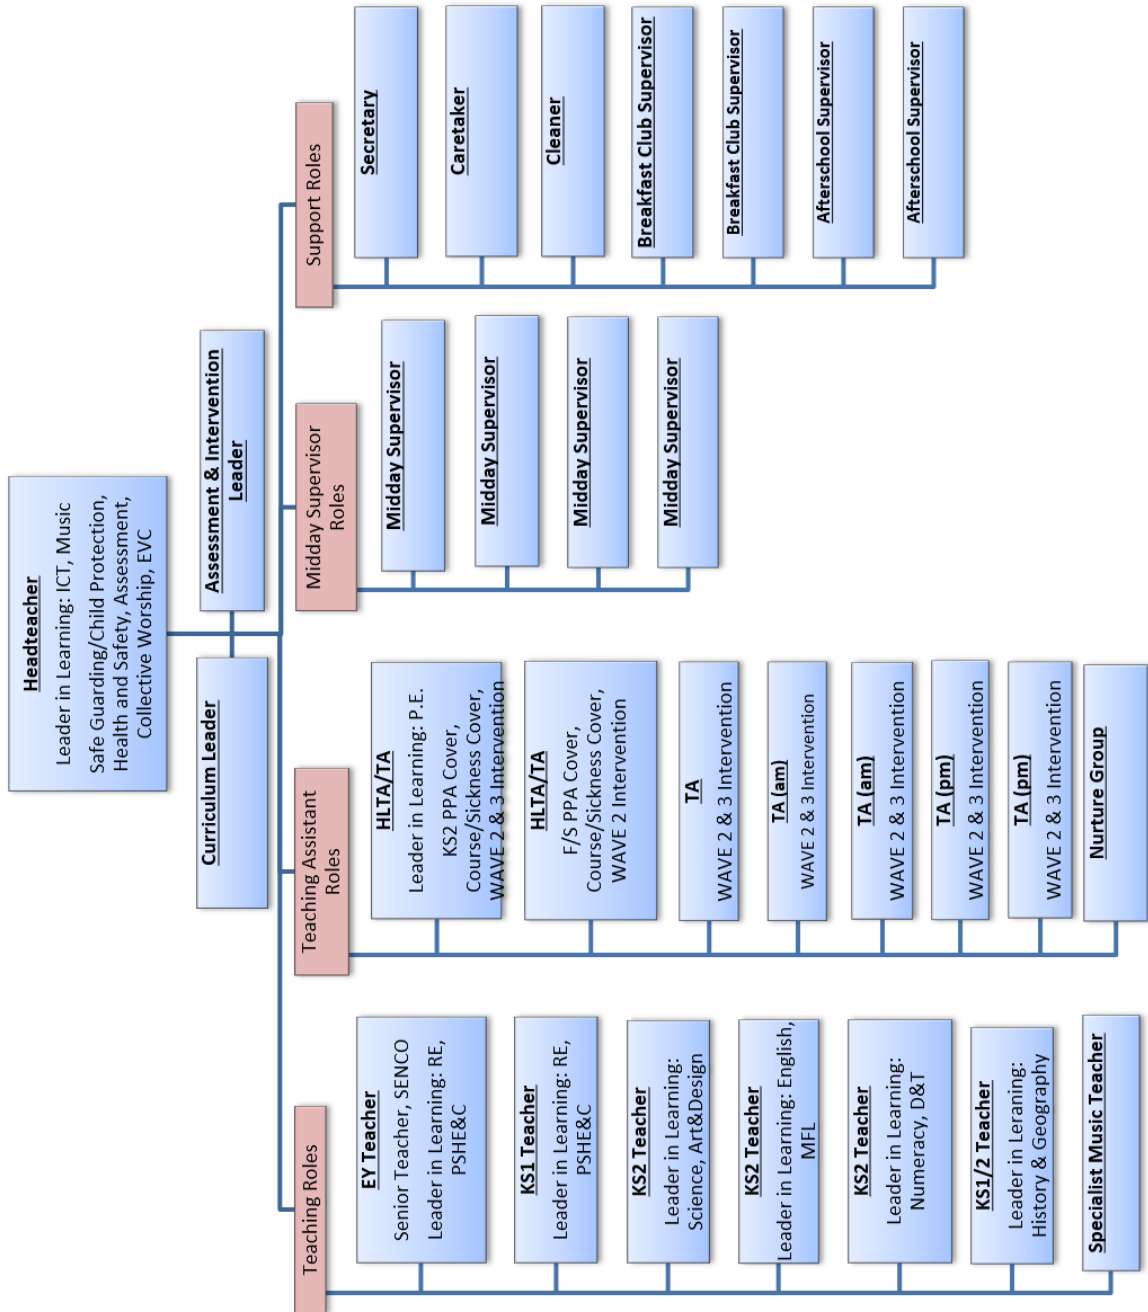 Headteacher
Leader in Learning: ICT, Music
Safe Guarding/Child Protection,
Health and Safety, Assessment,
Collective Worship, EVC
Curriculum Leader
Assessment & Intervention
Leader
Teaching Roles
EY Teacher
Senior Teacher, SENCO
Leader in Learning: RE,
PSHE&C
KS1 Teacher
Leader in Learning: RE,
PSHE&C
KS2 Teacher
Leader in Learning:
Science, Art&Design
KS2 Teacher
Leader in Learning: English,
MFL
KS2 Teacher
Leader in Learning:
Numeracy, D&T
KS1/2 Teacher
Leader in Leraning:
History & Geography
Specialist Music Teacher
Teaching Assistant
Roles
HLTA/TA
Leader in Learning: P.E.
KS2 PPA Cover,
Course/Sickness Cover,
WAVE 2 & 3 Intervention
HLTA/TA
F/S PPA Cover,
Course/Sickness Cover,
WAVE 2 Intervention
TA
WAVE 2 & 3 Intervention
TA (am)
WAVE 2 & 3 Intervention
TA (am)
WAVE 2 & 3 Intervention
TA (pm)
WAVE 2 & 3 Intervention
TA (pm)
WAVE 2 & 3 Intervention
Nurture Group
Midday Supervisor
Roles
Midday Supervisor
Midday Supervisor
Midday Supervisor
Midday Supervisor
Support Roles
Secretary
Caretaker
Cleaner
Breakfast Club Supervisor
Breakfast Club Supervisor
Afterschool Supervisor
Afterschool Supervisor